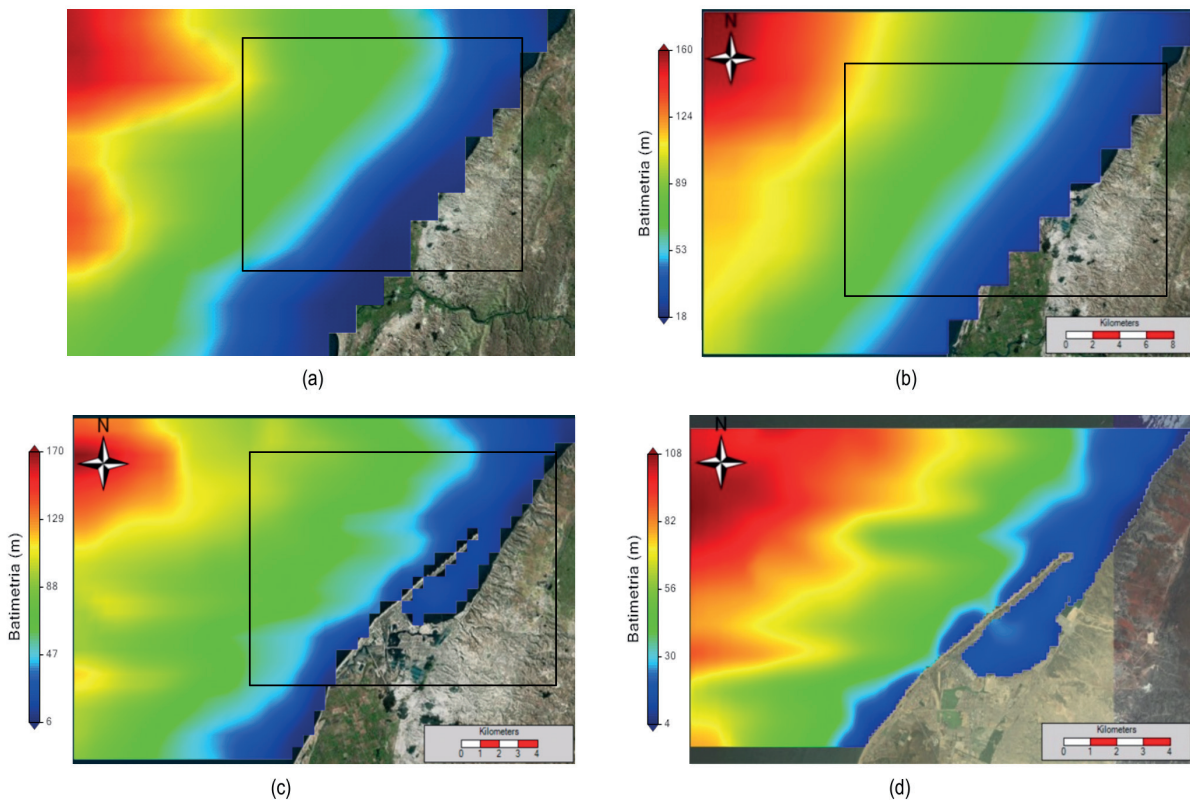 (a)
N
Batimetria (m)
160
124
89
53
18
Kilometers
0 2 4 6 8
(b)
N
Batimetria (m)
170
129
88
47
6
Kilometers
0 1 2 3 4
(c)
N
Batimetria (m)
108
82
56
30
4
Kilometers
0 1 2 3 4
(d)